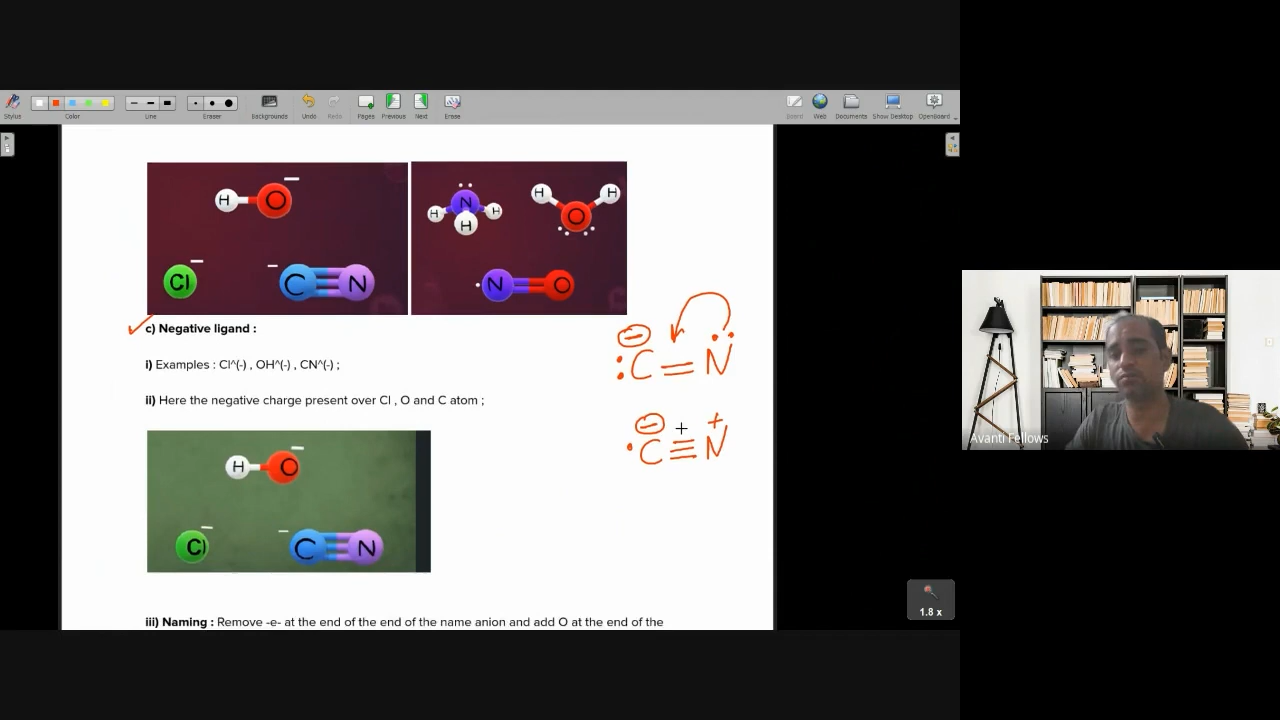 Stylus Color Line Eraser Backgrounds Undo Redo Pages Previous Next Erase Board Web Documents Show Desktop OpenBoard
H O −
N H H H
H O H
Cl −
− C N
N O
c) Negative ligand :
i) Examples : Cl^(-) , OH^(-) , CN^(-) ;
ii) Here the negative charge present over Cl , O and C atom ;
− :C=N
− + C≡N
H O −
Cl −
− C N
iii) Naming : Remove -e- at the end of the end of the name anion and add O at the end of the
1.8 x
Avanti Fellows